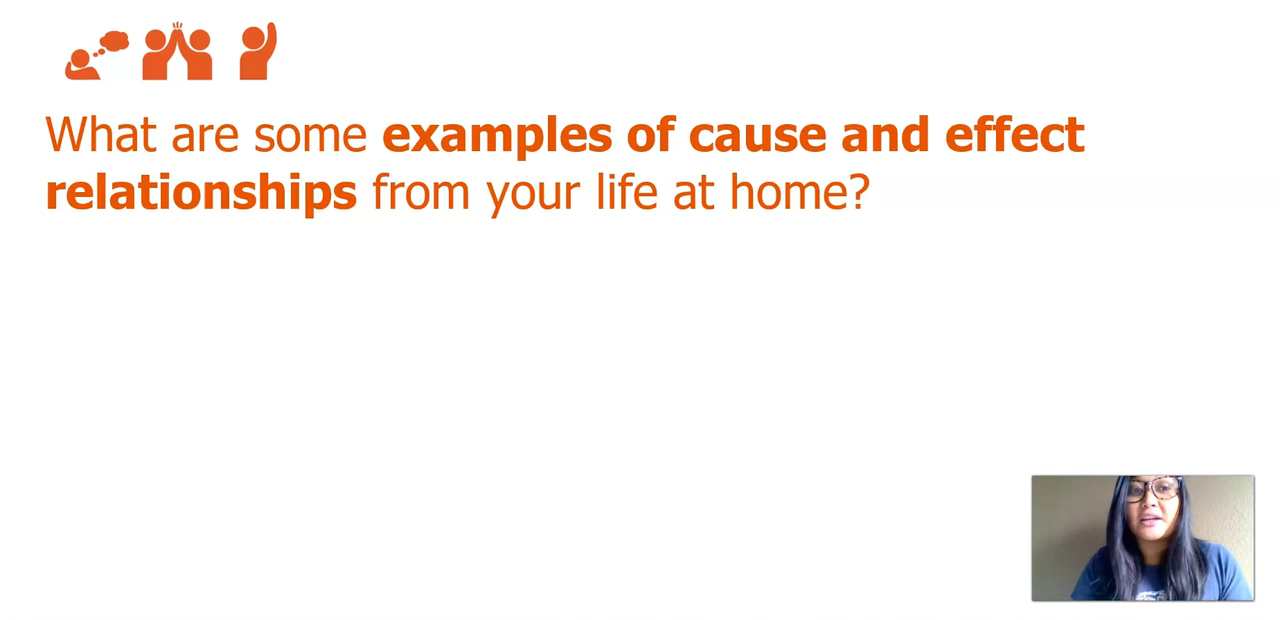 What are some examples of cause and effect
relationships from your life at home?